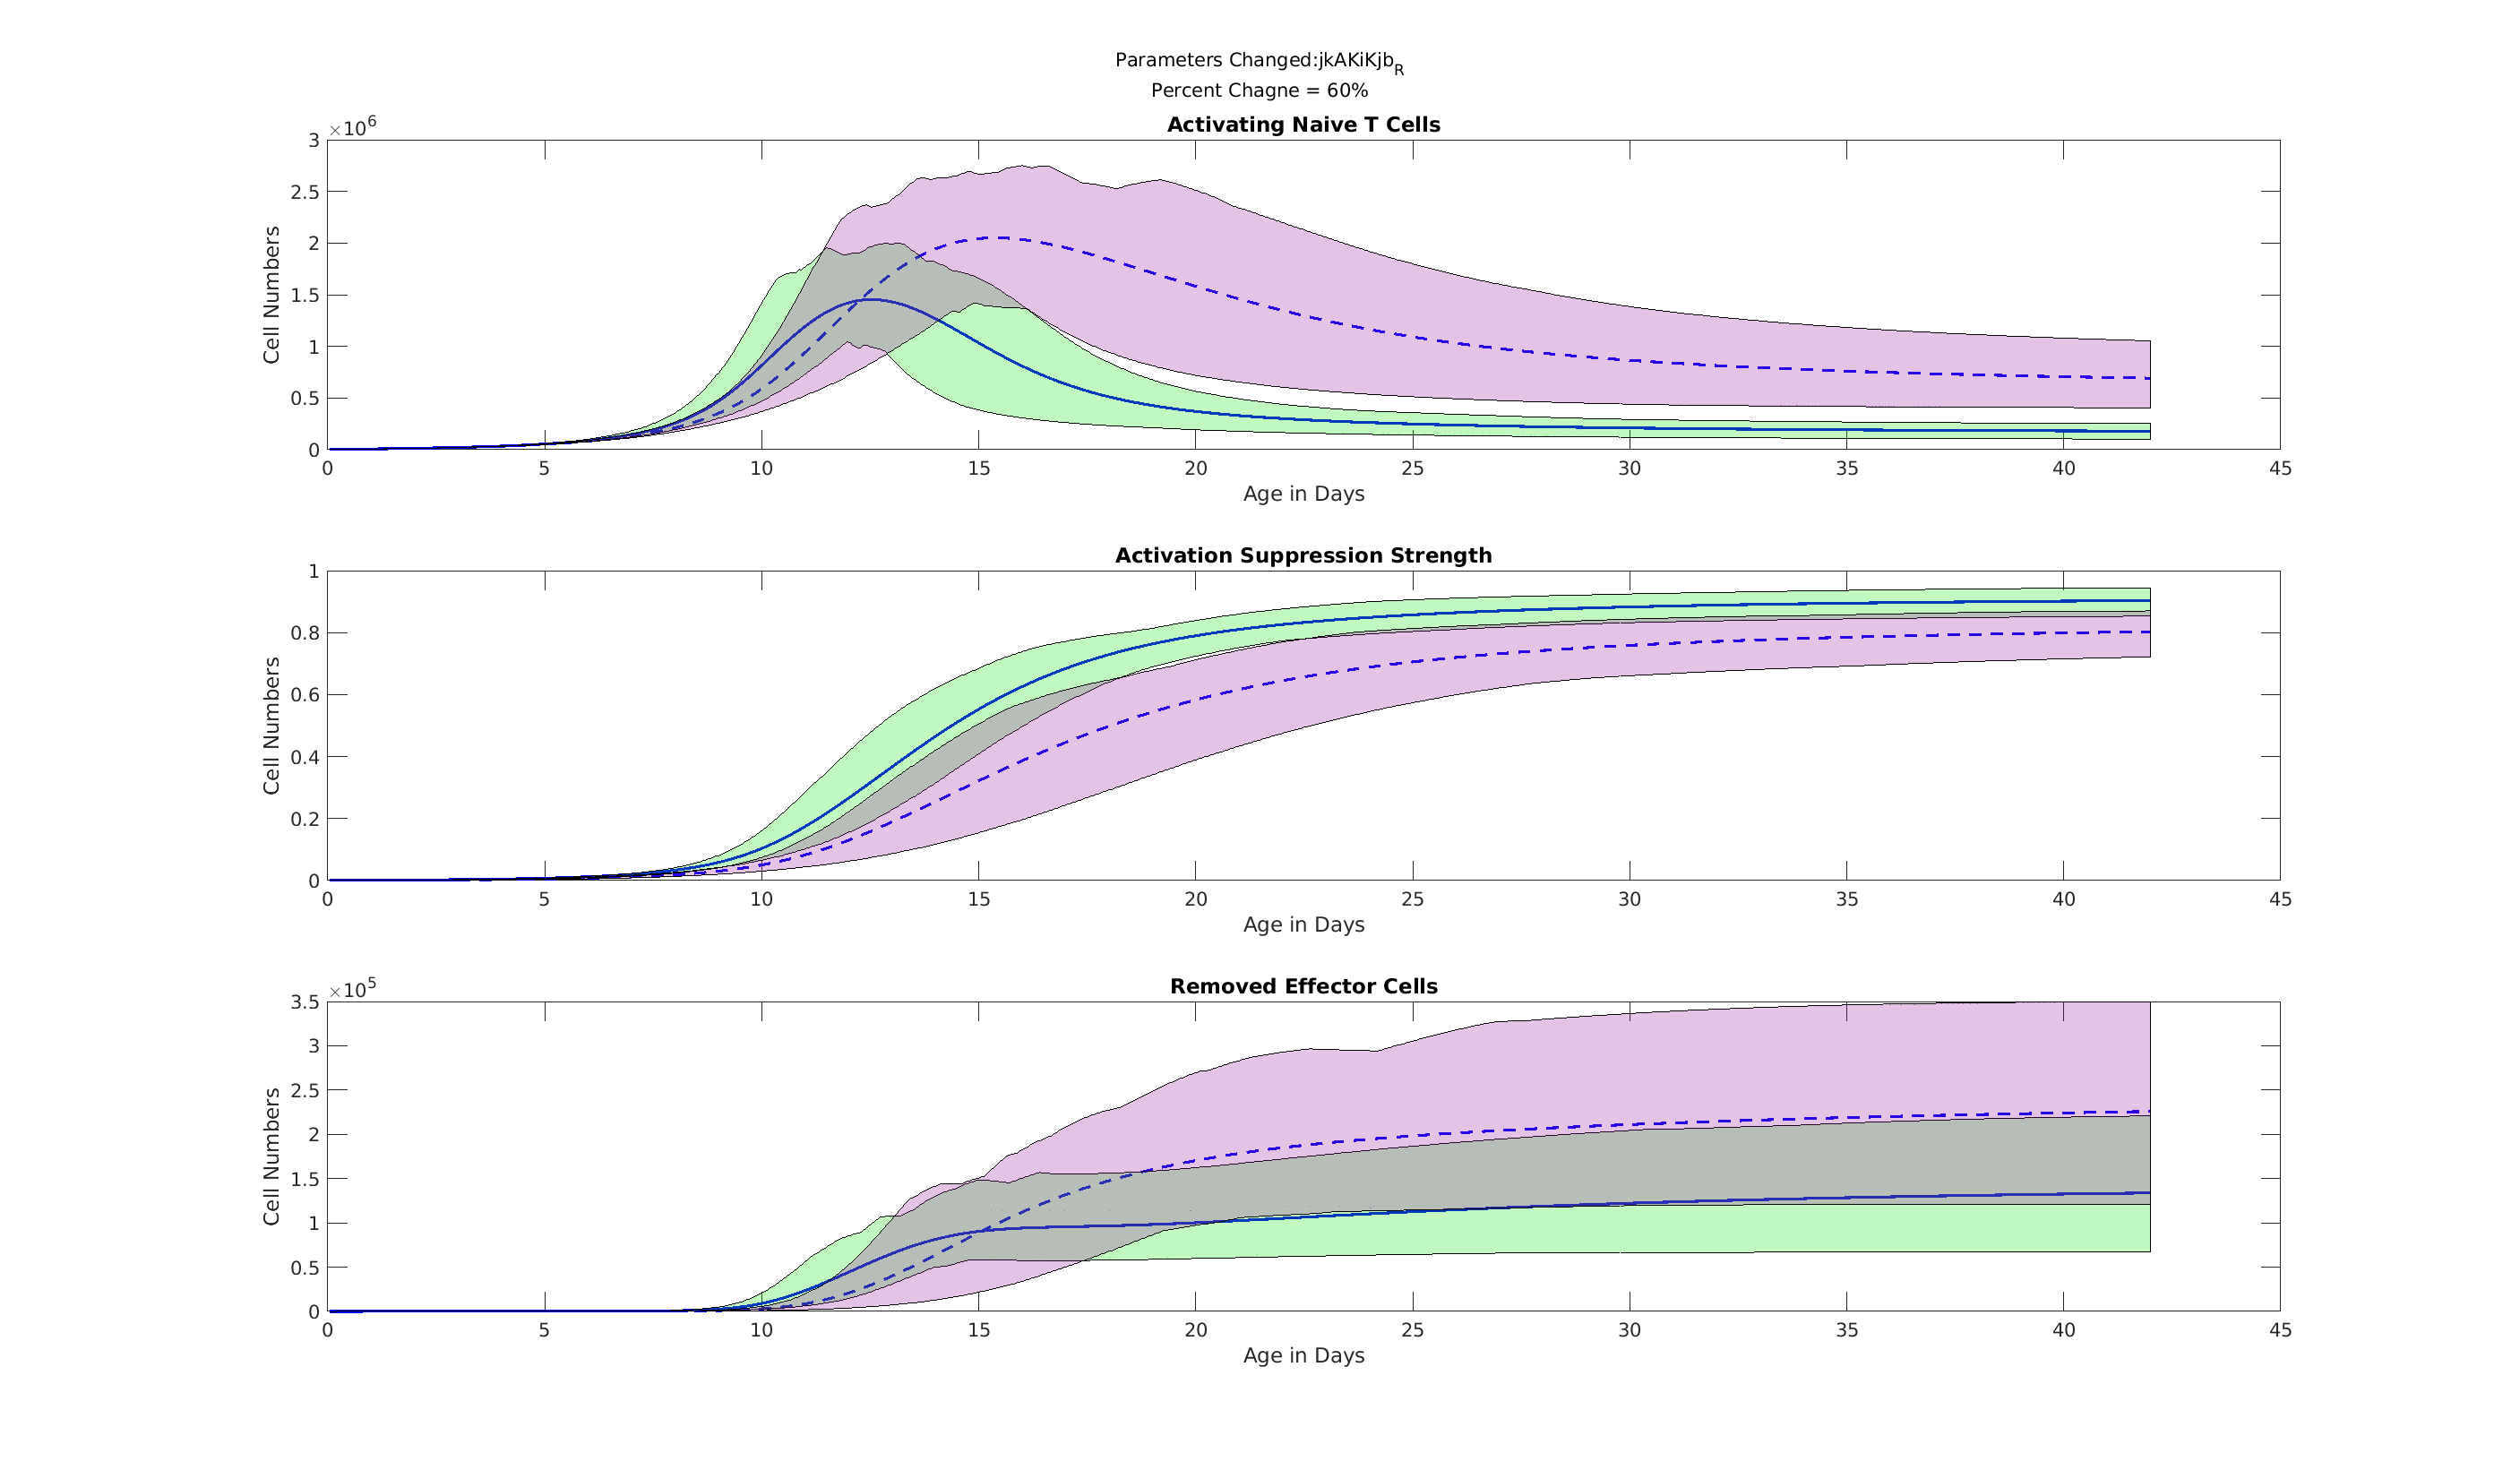 Parameters Changed:jkAKiKjb_R
Percent Chagne = 60%
Activating Naive T Cells
×10^6
3
2.5
2
1.5
1
0.5
0
Cell Numbers
0 5 10 15 20 25 30 35 40 45
Age in Days
Activation Suppression Strength
1
0.8
0.6
0.4
0.2
0
Cell Numbers
0 5 10 15 20 25 30 35 40 45
Age in Days
Removed Effector Cells
×10^5
3.5
3
2.5
2
1.5
1
0.5
0
Cell Numbers
0 5 10 15 20 25 30 35 40 45
Age in Days